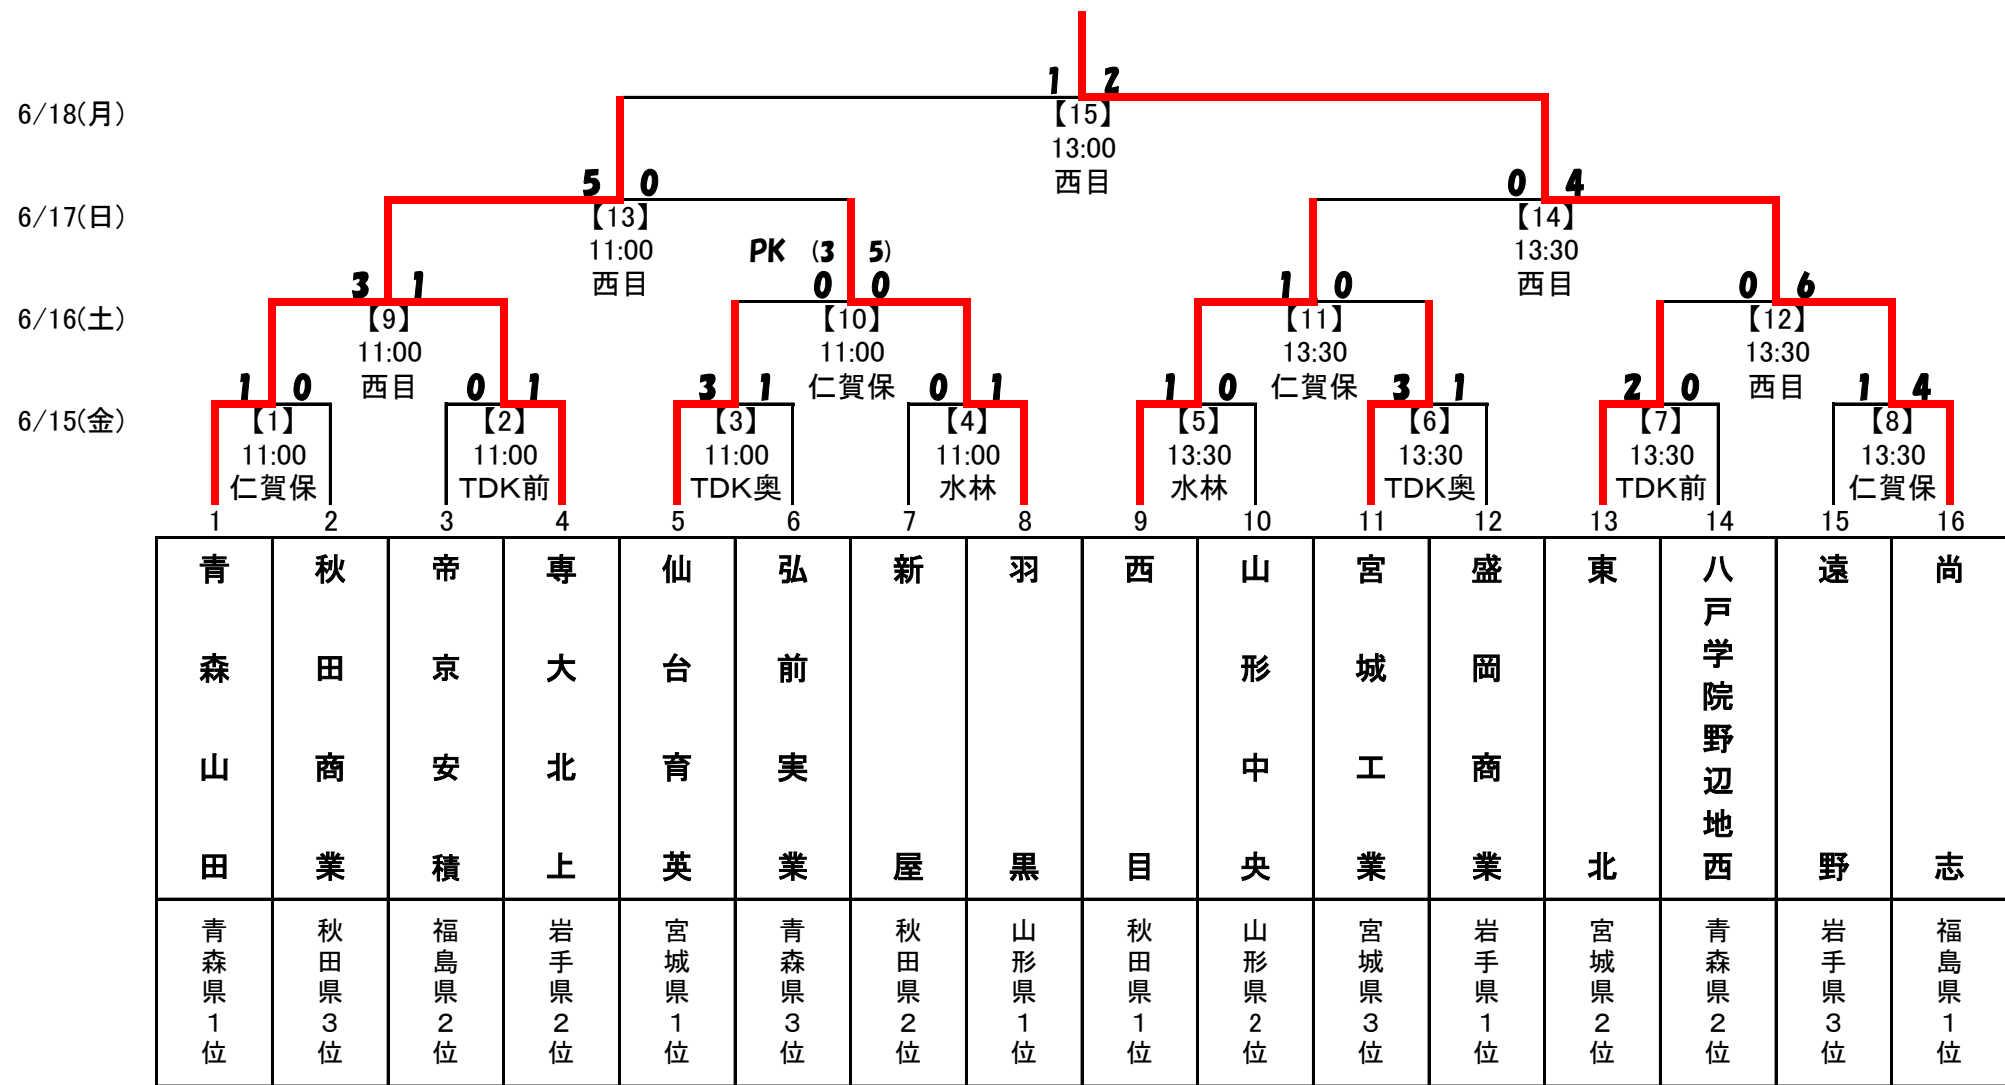 1 2
6/18(月)
【15】
13:00
西目
5 0
0 4
6/17(日)
【13】
11:00
西目
【14】
13:30
西目
PK (3 5)
3 1
0 0
1 0
0 6
6/16(土)
【9】
11:00
西目
【10】
11:00
仁賀保
【11】
13:30
仁賀保
【12】
13:30
西目
1 0
0 1
3 1
0 1
1 0
3 1
2 0
1 4
6/15(金)
【1】
11:00
仁賀保
【2】
11:00
TDK前
【3】
11:00
TDK奥
【4】
11:00
水林
【5】
13:30
水林
【6】
13:30
TDK奥
【7】
13:30
TDK前
【8】
13:30
仁賀保
1 2 3 4 5 6 7 8 9 10 11 12 13 14 15 16
青森山田
秋田商業
帝京安積
専大北上
仙台育英
弘前実業
新屋
羽黒
西目
山形中央
宮城工業
盛岡商業
東北
八戸学院野辺地西
遠野
尚志
青森県1位
秋田県3位
福島県2位
岩手県2位
宮城県1位
青森県3位
秋田県2位
山形県1位
秋田県1位
山形県2位
宮城県3位
岩手県1位
宮城県2位
青森県2位
岩手県3位
福島県1位